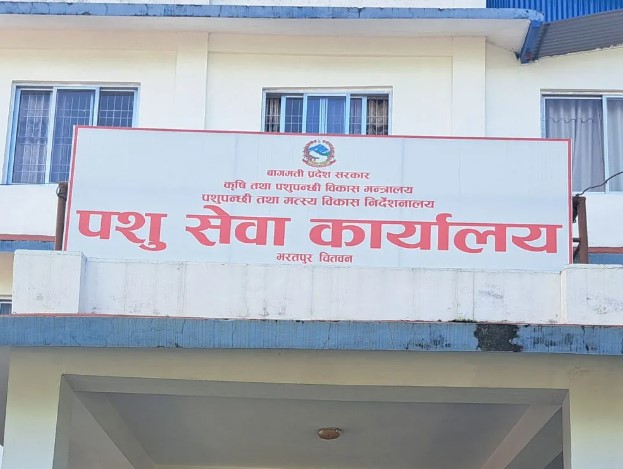 बागमती प्रदेश सरकार
कृषि तथा पशुपन्छी विकास मन्त्रालय
पशुपन्छी तथा मत्स्य विकास निर्देशनालय
पशु सेवा कार्यालय
भरतपुर चितवन